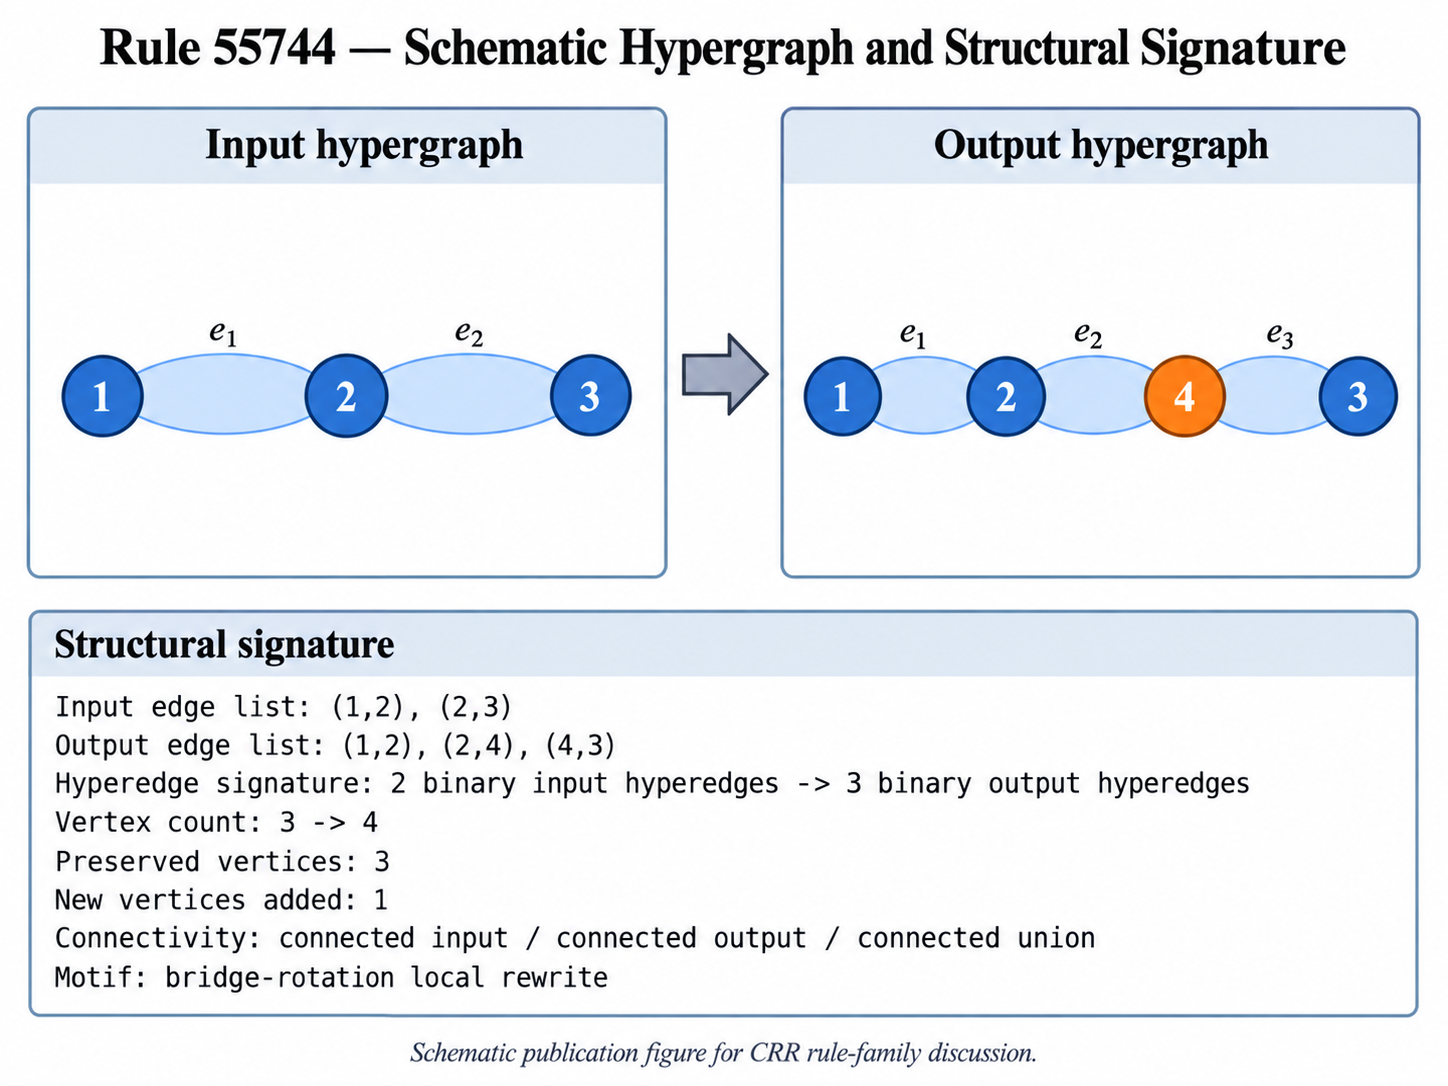 Rule 55744 — Schematic Hypergraph and Structural Signature
Input hypergraph
e1
e2
1
2
3
Output hypergraph
e1
e2
e3
1
2
4
3
Structural signature
Input edge list: (1,2), (2,3)
Output edge list: (1,2), (2,4), (4,3)
Hyperedge signature: 2 binary input hyperedges -> 3 binary output hyperedges
Vertex count: 3 -> 4
Preserved vertices: 3
New vertices added: 1
Connectivity: connected input / connected output / connected union
Motif: bridge-rotation local rewrite
Schematic publication figure for CRR rule-family discussion.